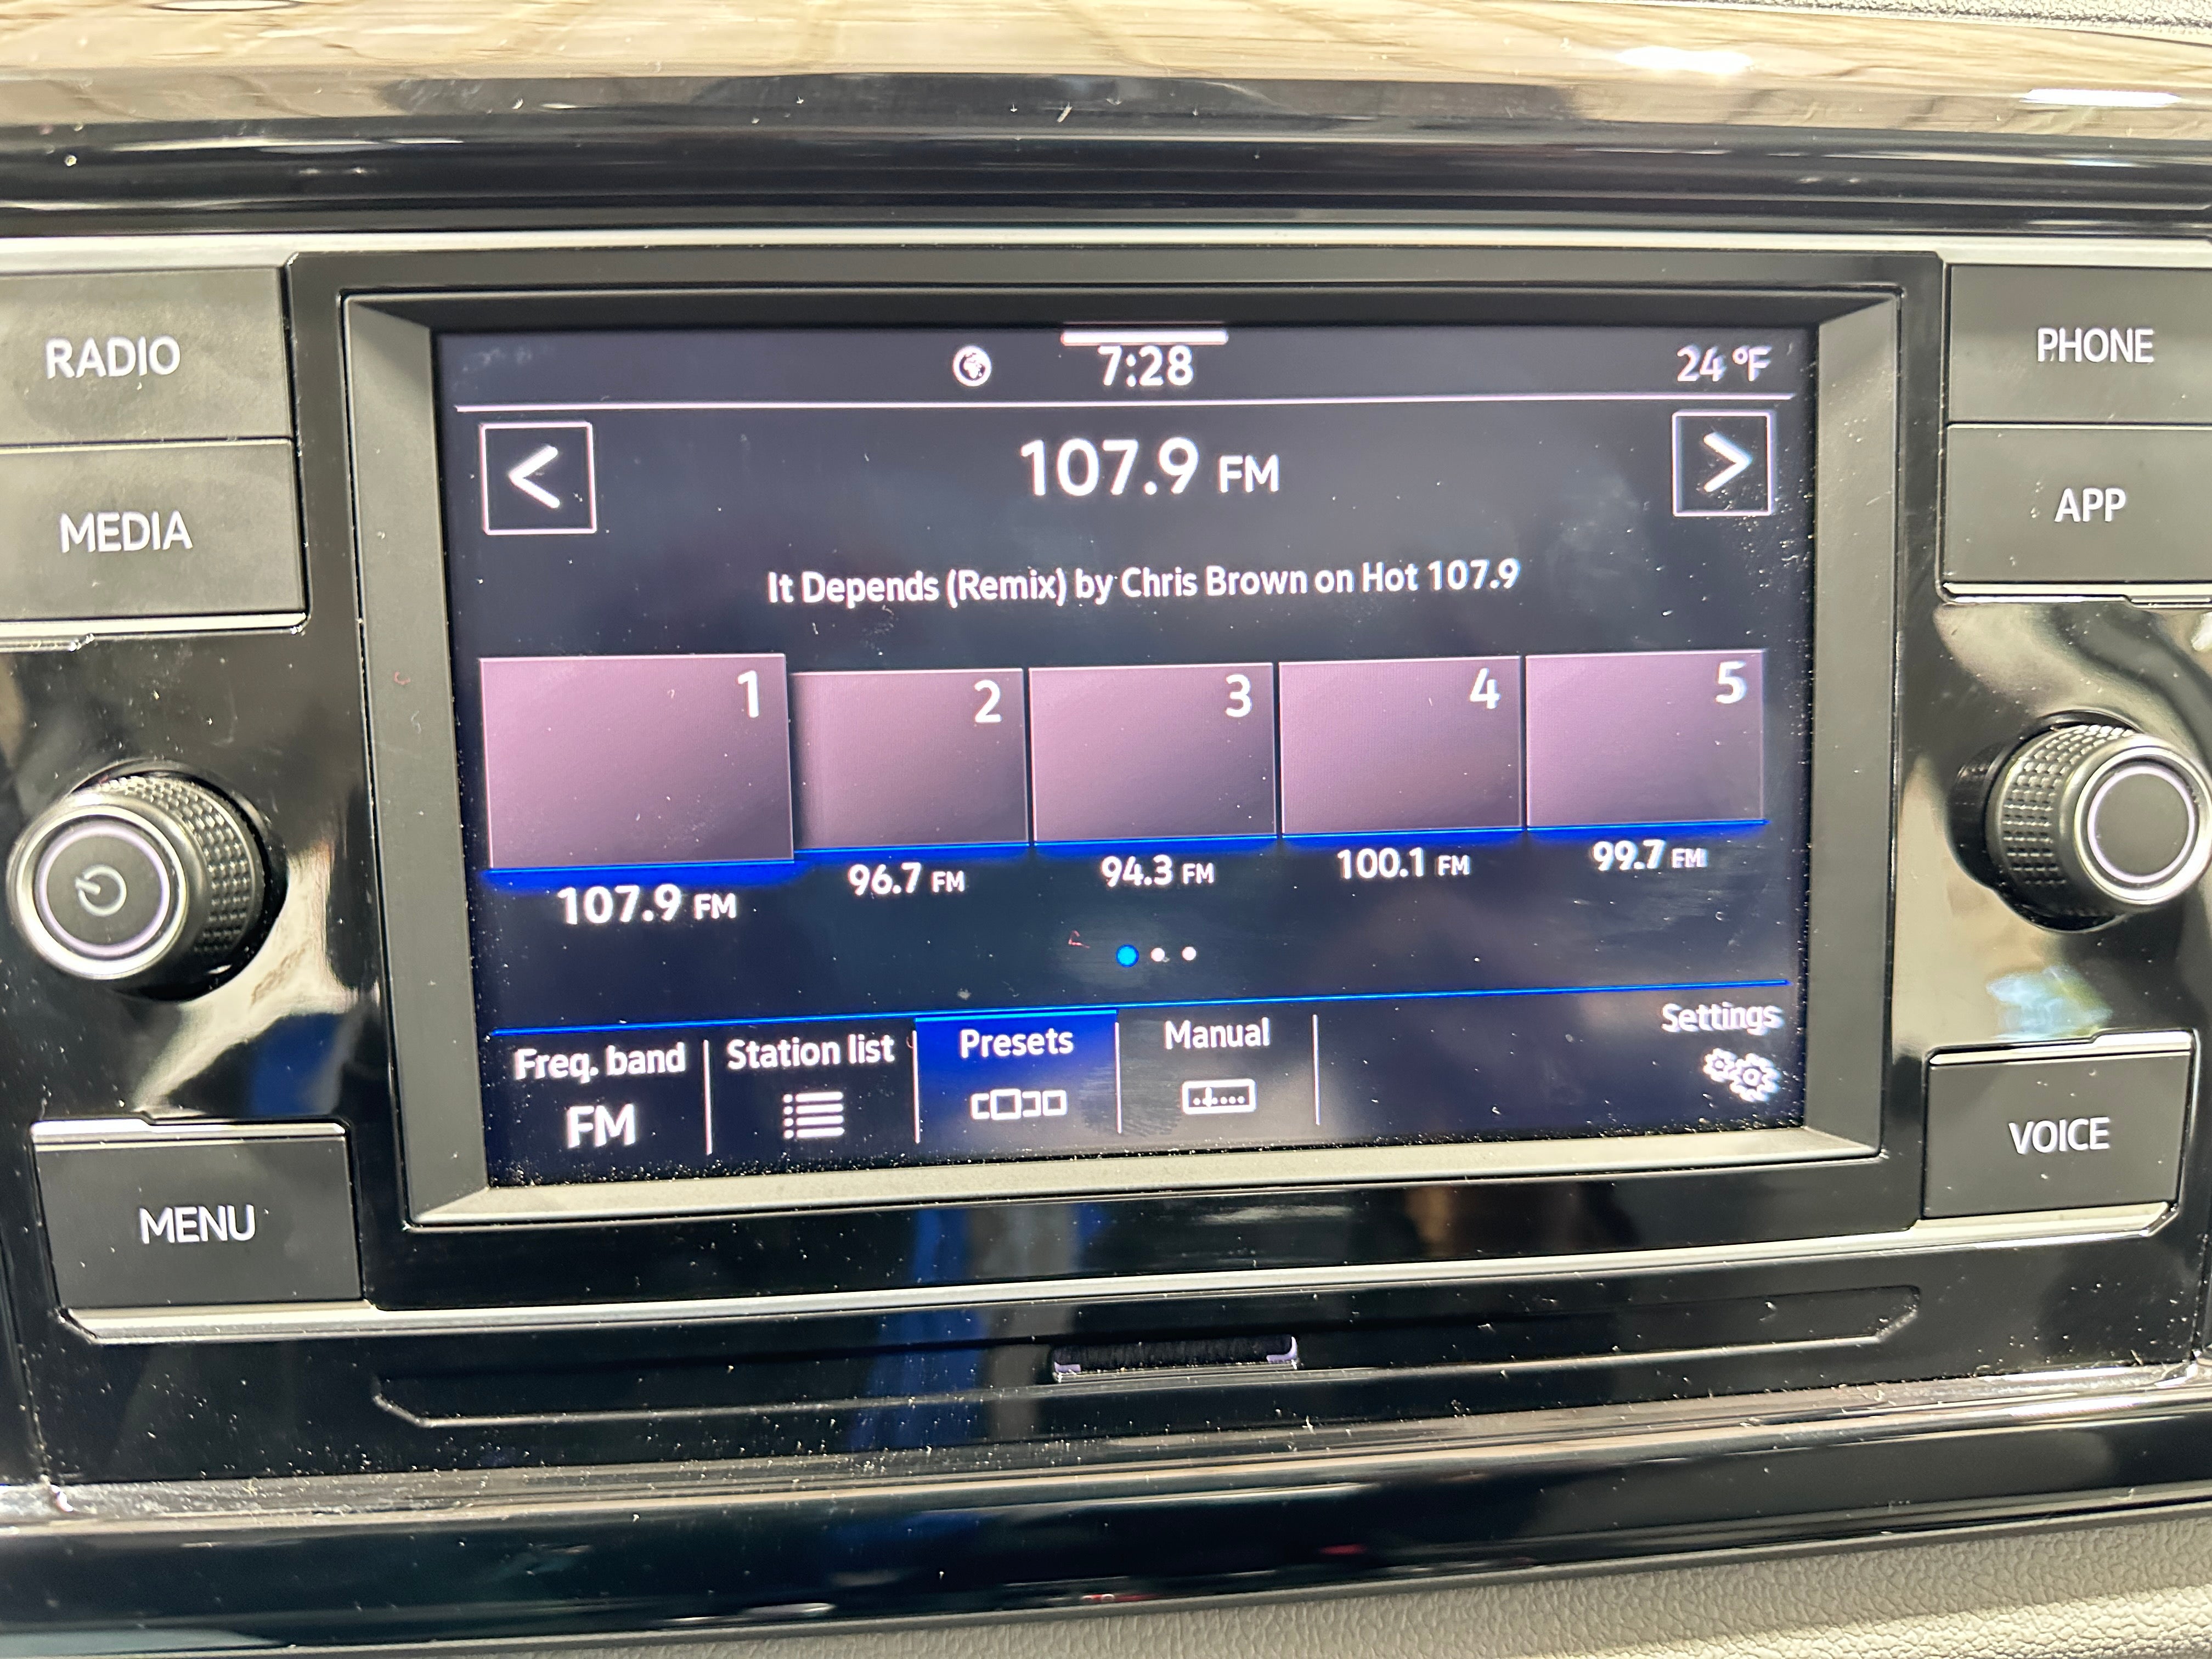 RADIO
MEDIA
MENU
7:28
24 °F
107.9 FM
It Depends (Remix) by Chris Brown on Hot 107.9
1
2
3
4
5
107.9 FM
96.7 FM
94.3 FM
100.1 FM
99.7 FM
Freq. band
FM
Station list
Presets
Manual
Settings
PHONE
APP
VOICE